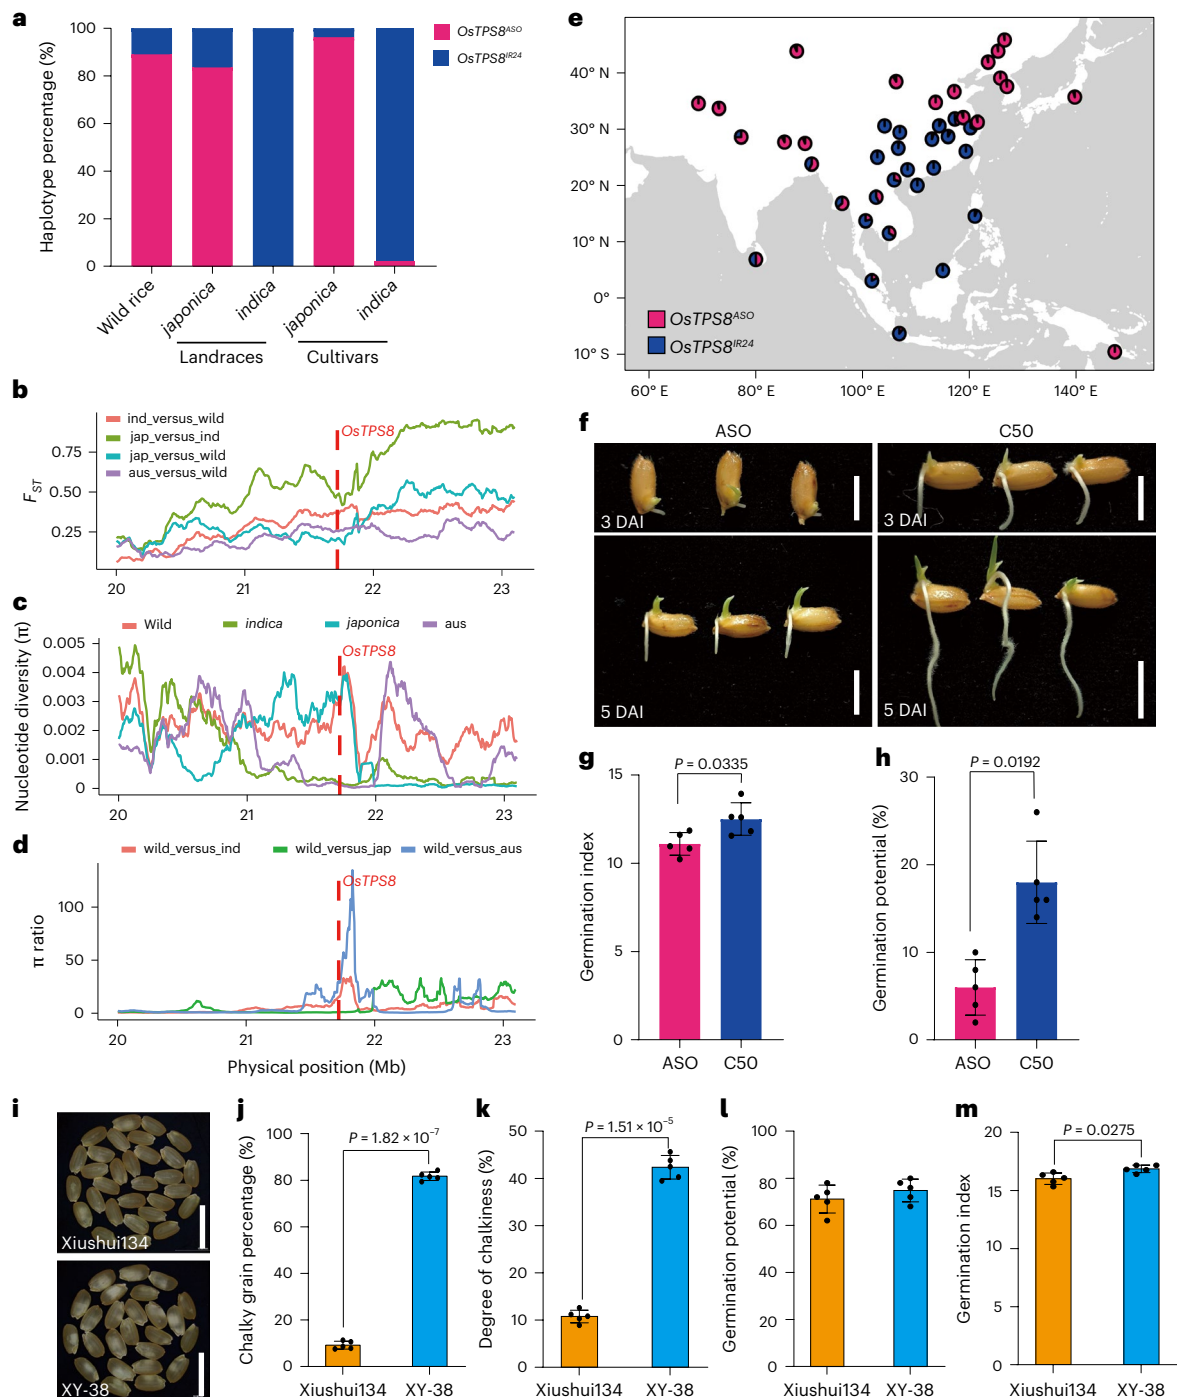 a
Haplotype percentage (%)
100
80
60
40
20
0
OsTPS8ᴬˢᴼ
OsTPS8ᴵᴿ²⁴
Wild rice
japonica
indica
japonica
indica
Landraces
Cultivars
b
ind_versus_wild
jap_versus_ind
jap_versus_wild
aus_versus_wild
OsTPS8
F_ST
0.75
0.50
0.25
20 21 22 23
c
Wild indica japonica aus
OsTPS8
Nucleotide diversity (π)
0.005
0.004
0.003
0.002
0.001
0
20 21 22 23
d
wild_versus_ind wild_versus_jap wild_versus_aus
OsTPS8
π ratio
100
50
0
20 21 22 23
Physical position (Mb)
e
40° N
30° N
20° N
10° N
0°
10° S
OsTPS8ᴬˢᴼ
OsTPS8ᴵᴿ²⁴
60° E 80° E 100° E 120° E 140° E
f
ASO C50
3 DAI 3 DAI
5 DAI 5 DAI
g
P = 0.0335
Germination index
15
10
5
0
ASO C50
h
P = 0.0192
Germination potential (%)
30
20
10
0
ASO C50
i
Xiushui134
XY-38
j
P = 1.82 × 10⁻⁷
Chalky grain percentage (%)
100
80
60
40
20
0
Xiushui134 XY-38
k
P = 1.51 × 10⁻⁵
Degree of chalkiness (%)
50
40
30
20
10
0
Xiushui134 XY-38
l
Germination potential (%)
100
80
60
40
20
0
Xiushui134 XY-38
m
P = 0.0275
Germination index
20
15
10
5
0
Xiushui134 XY-38